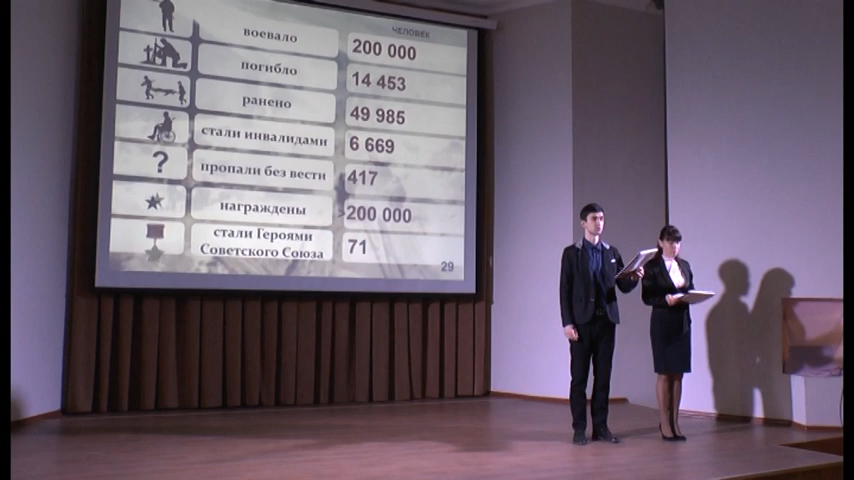 ЧЕЛОВЕК
воевало
200 000
погибло
14 453
ранено
49 985
стали инвалидами
6 669
?
пропали без вести
417
награждены
>200 000
стали Героями
Советского Союза
71
29